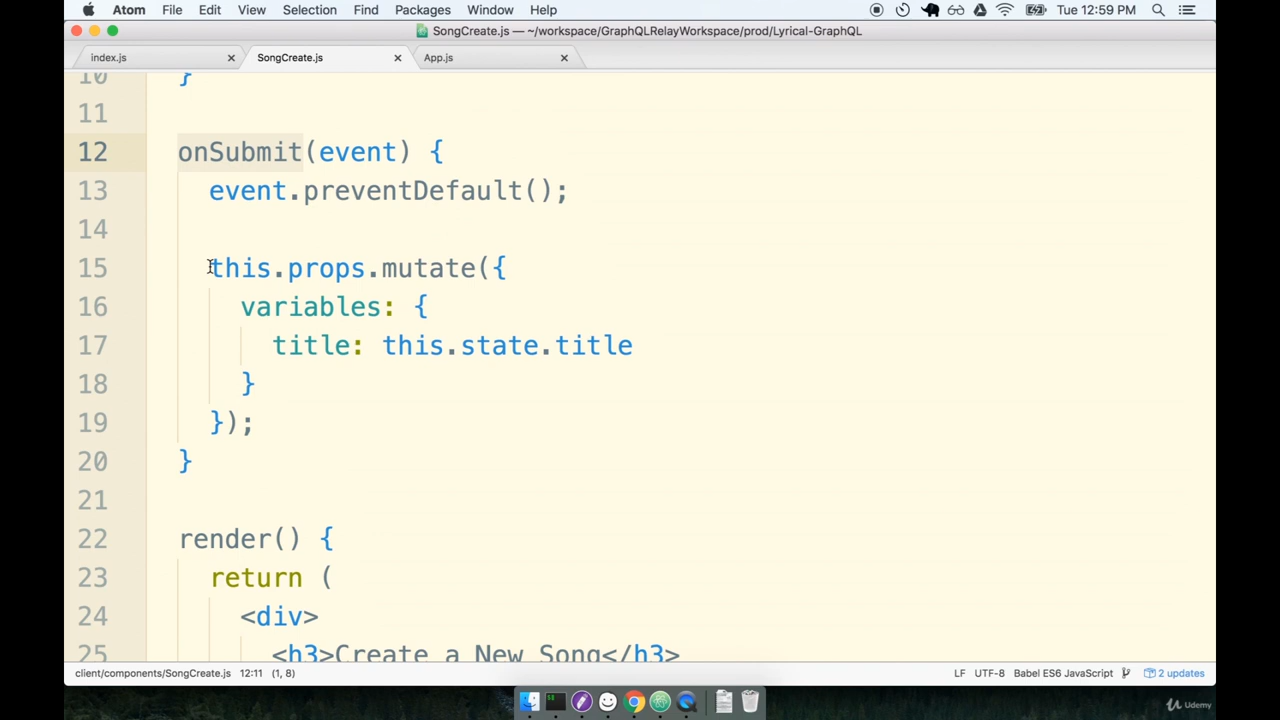 Atom File Edit View Selection Find Packages Window Help Tue 12:59 PM
SongCreate.js — ~/workspace/GraphQLRelayWorkspace/prod/Lyrical-GraphQL
index.js SongCreate.js App.js
10 }
11
12 onSubmit(event) {
13 event.preventDefault();
14
15 this.props.mutate({
16 variables: {
17 title: this.state.title
18 }
19 });
20 }
21
22 render() {
23 return (
24 <div>
25 <h3>Create a New Song</h3>
client/components/SongCreate.js 12:11 (1, 8) LF UTF-8 Babel ES6 JavaScript 2 updates
Udemy